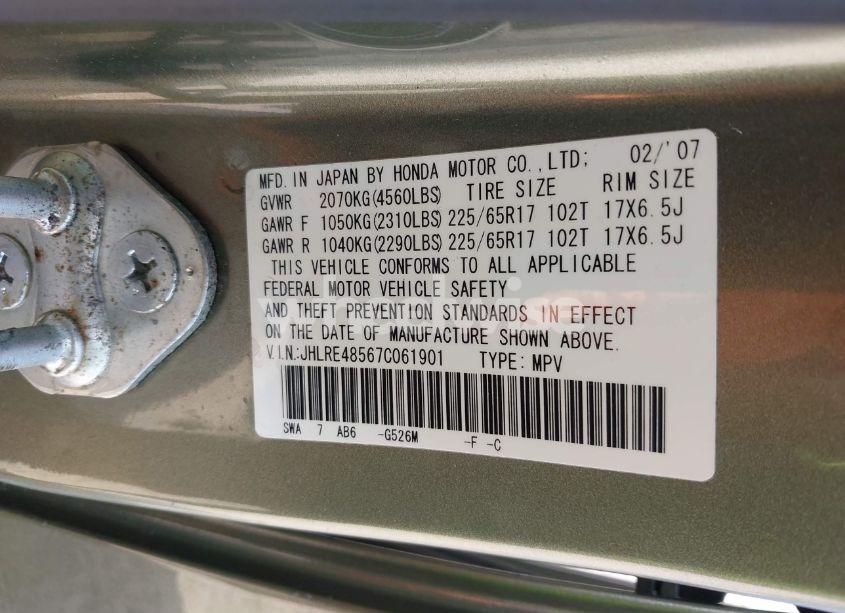 MFD. IN JAPAN BY HONDA MOTOR CO.,LTD; 02/'07
GVWR 2070KG(4560LBS) TIRE SIZE RIM SIZE
GAWR F 1050KG(2310LBS) 225/65R17 102T 17X6.5J
GAWR R 1040KG(2290LBS) 225/65R17 102T 17X6.5J
THIS VEHICLE CONFORMS TO ALL APPLICABLE
FEDERAL MOTOR VEHICLE SAFETY
AND THEFT PREVENTION STANDARDS IN EFFECT
ON THE DATE OF MANUFACTURE SHOWN ABOVE.
V.I.N:JHLRE48567C061901 TYPE: MPV
SWA 7 AB6 -G526M -F -C